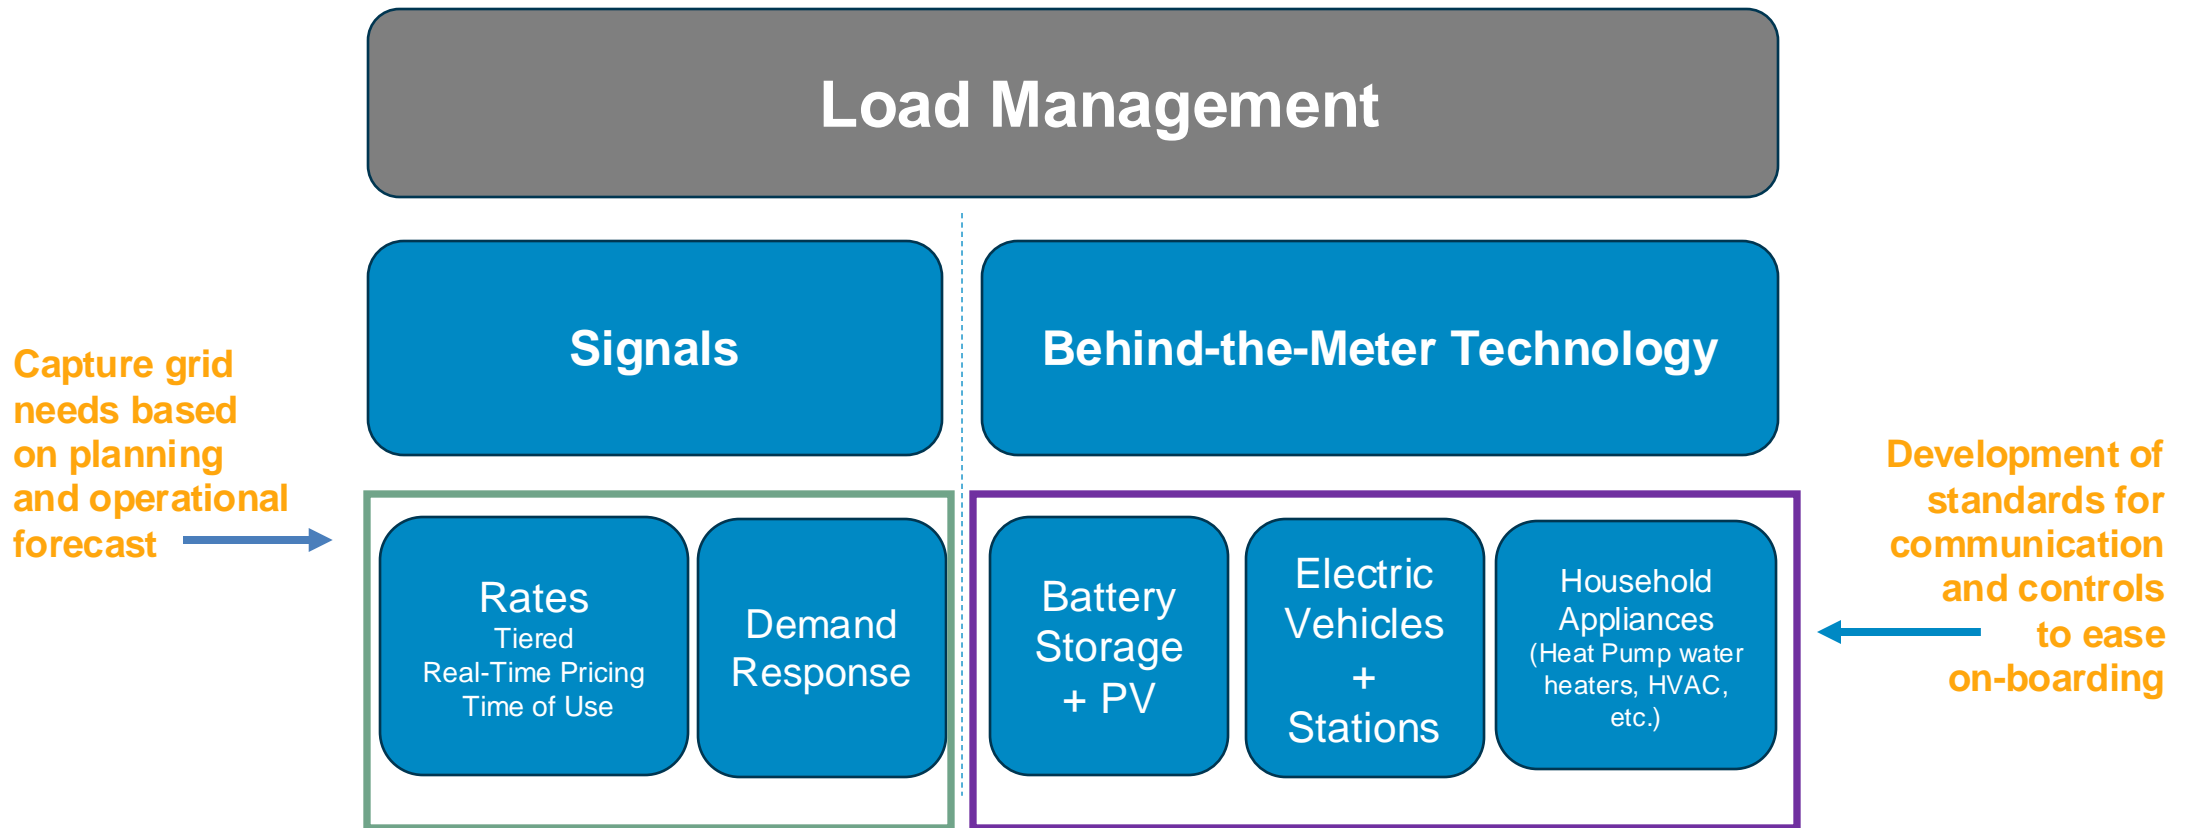 Load Management
Signals
Behind-the-Meter Technology
Capture grid
needs based
on planning
and operational
forecast
Rates
Tiered
Real-Time Pricing
Time of Use
Demand
Response
Battery
Storage
+ PV
Electric
Vehicles
+
Stations
Household
Appliances
(Heat Pump water
heaters, HVAC,
etc.)
Development of
standards for
communication
and controls
to ease
on-boarding